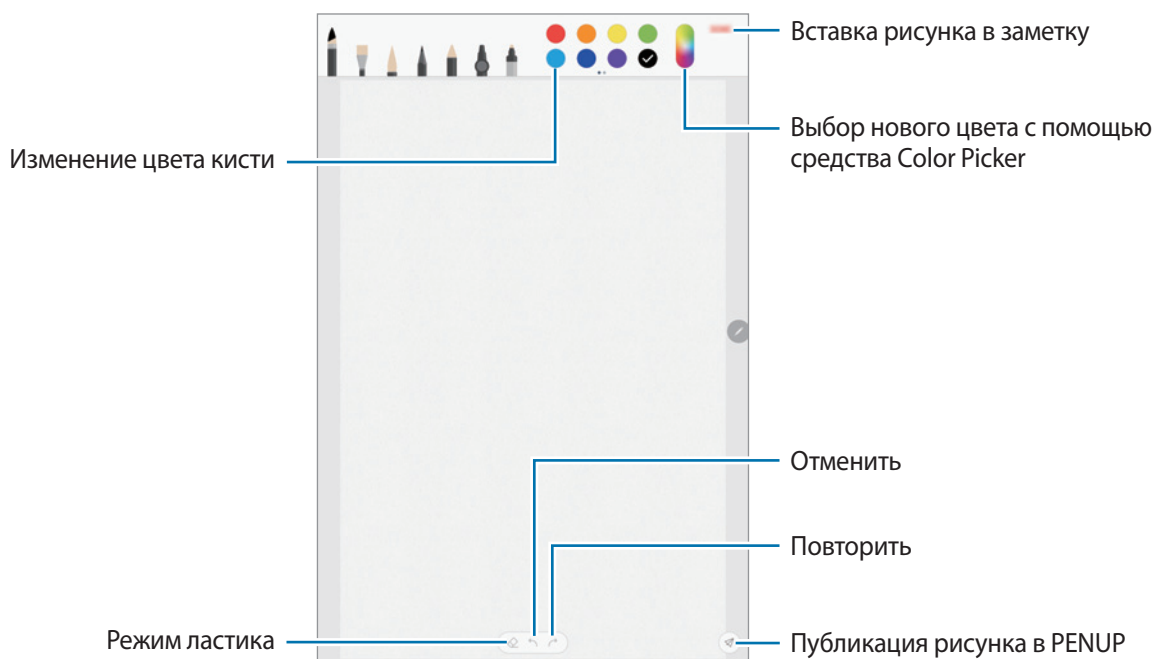 Вставка рисунка в заметку
Выбор нового цвета с помощью
средства Color Picker
Изменение цвета кисти
Отменить
Повторить
Режим ластика
Публикация рисунка в PENUP